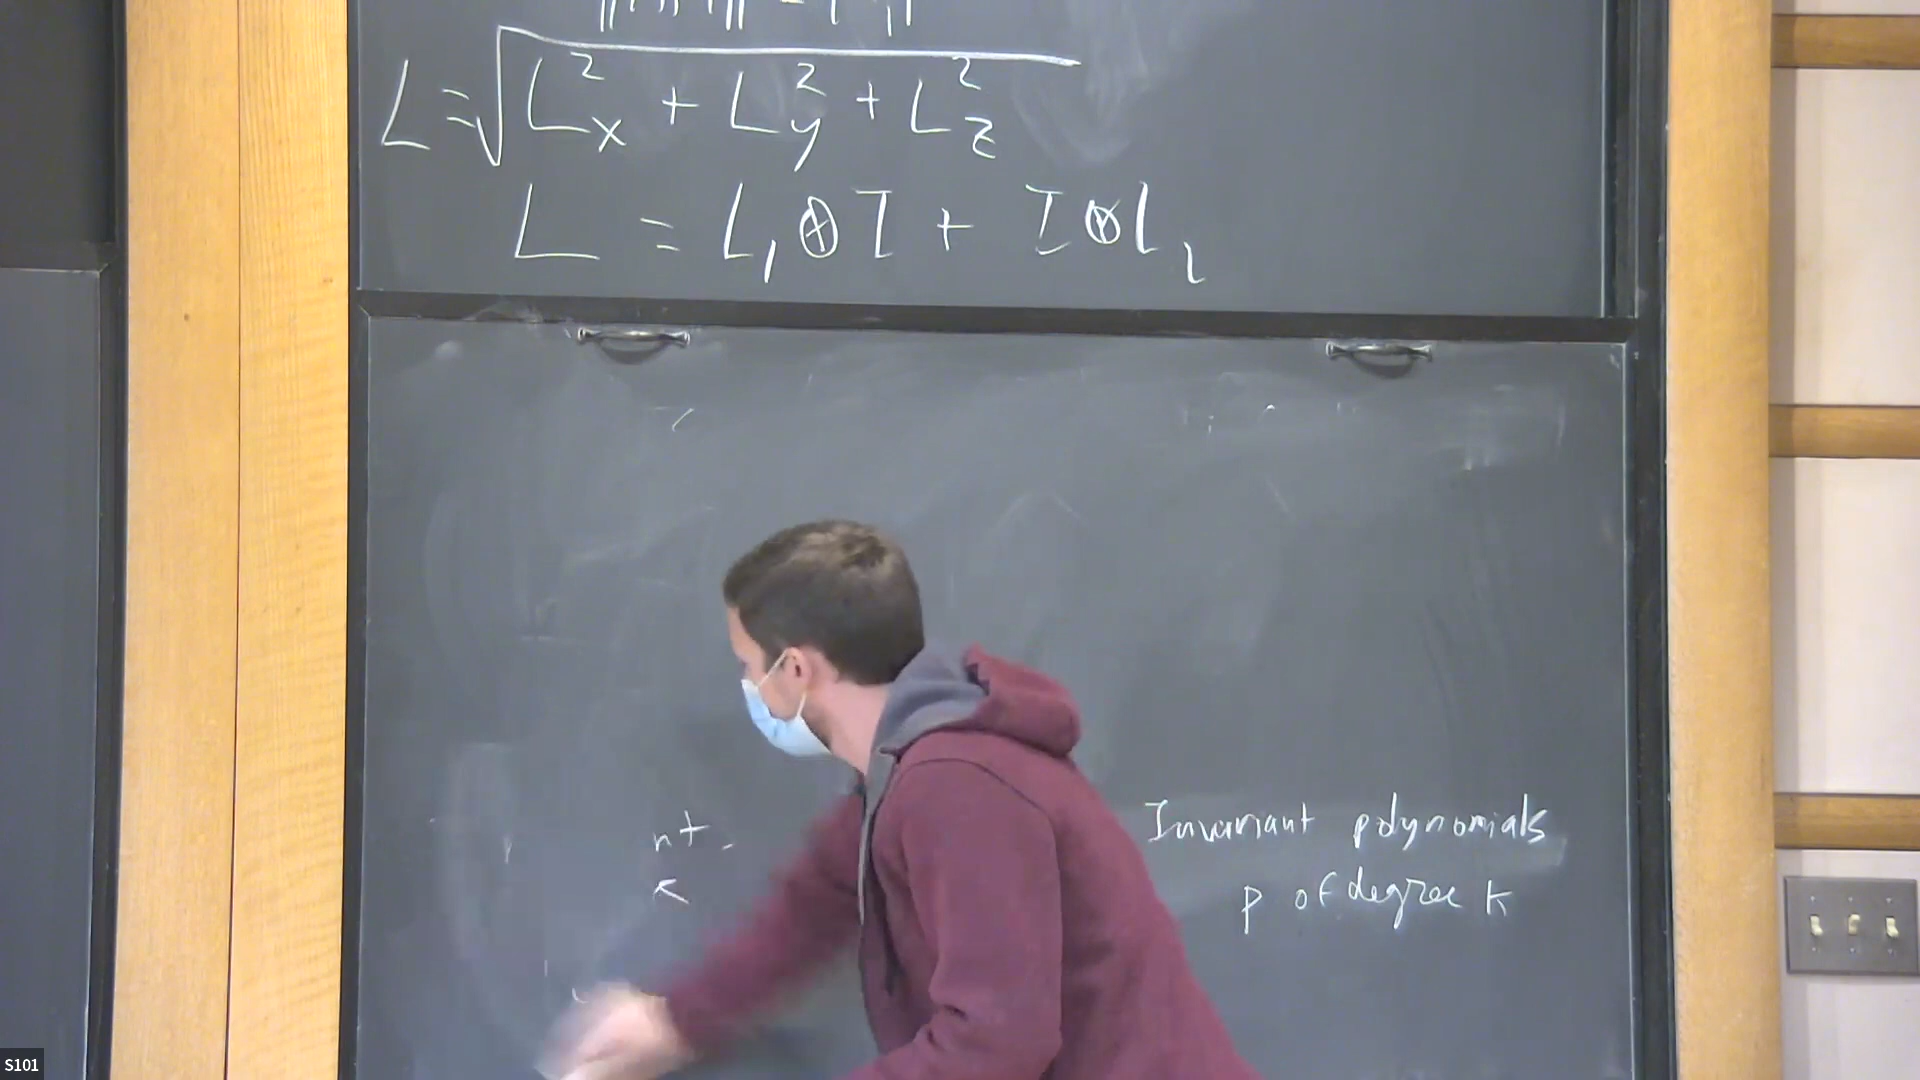 L = √(L_x^2 + L_y^2 + L_z^2)
L = L_1 ⊗ I + I ⊗ L_2
n+
Invariant polynomials
p of degree k
S101